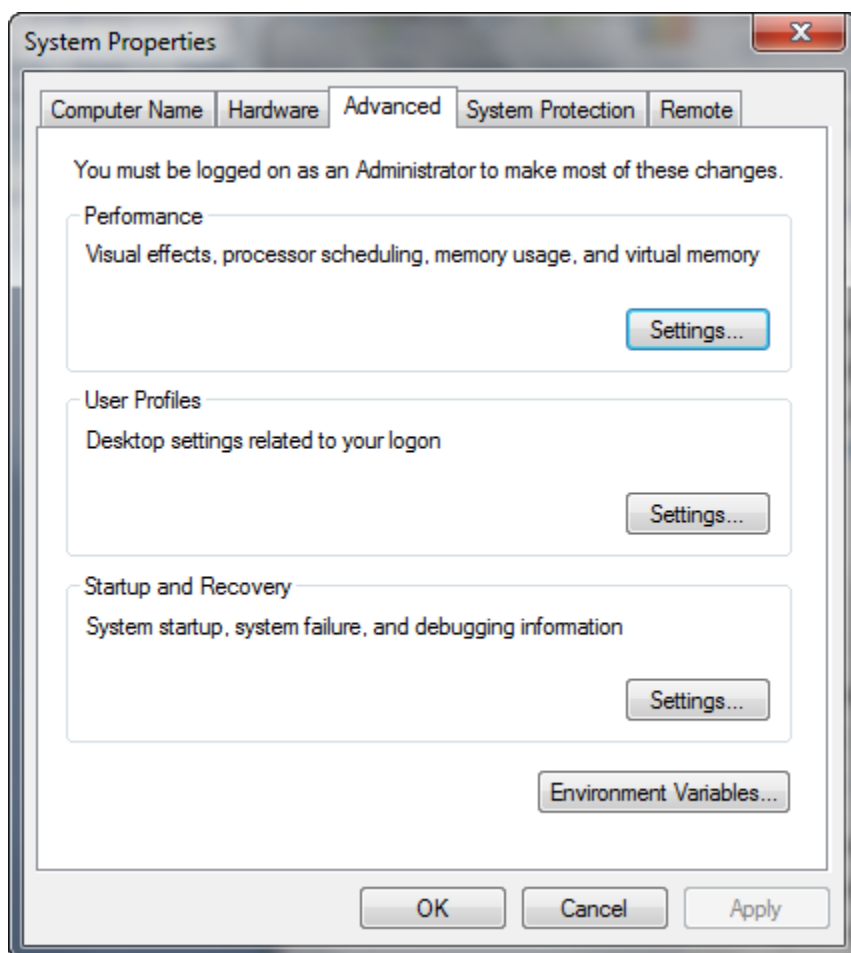 System Properties
Computer Name Hardware Advanced System Protection Remote
You must be logged on as an Administrator to make most of these changes.
Performance
Visual effects, processor scheduling, memory usage, and virtual memory
Settings...
User Profiles
Desktop settings related to your logon
Settings...
Startup and Recovery
System startup, system failure, and debugging information
Settings...
Environment Variables...
OK Cancel Apply